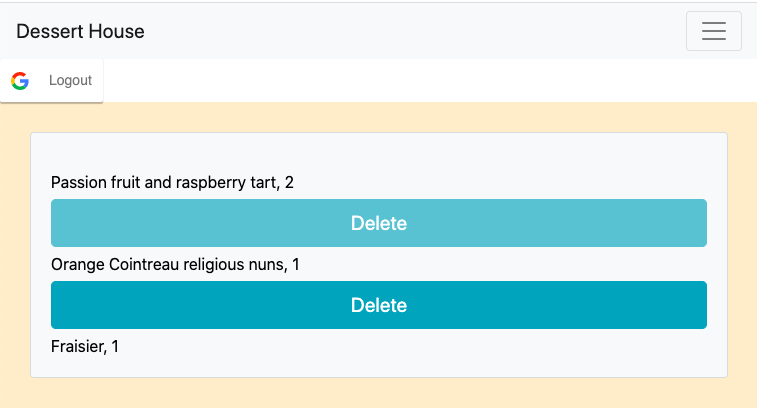 Dessert House
Logout
Passion fruit and raspberry tart, 2
Delete
Orange Cointreau religious nuns, 1
Delete
Fraisier, 1